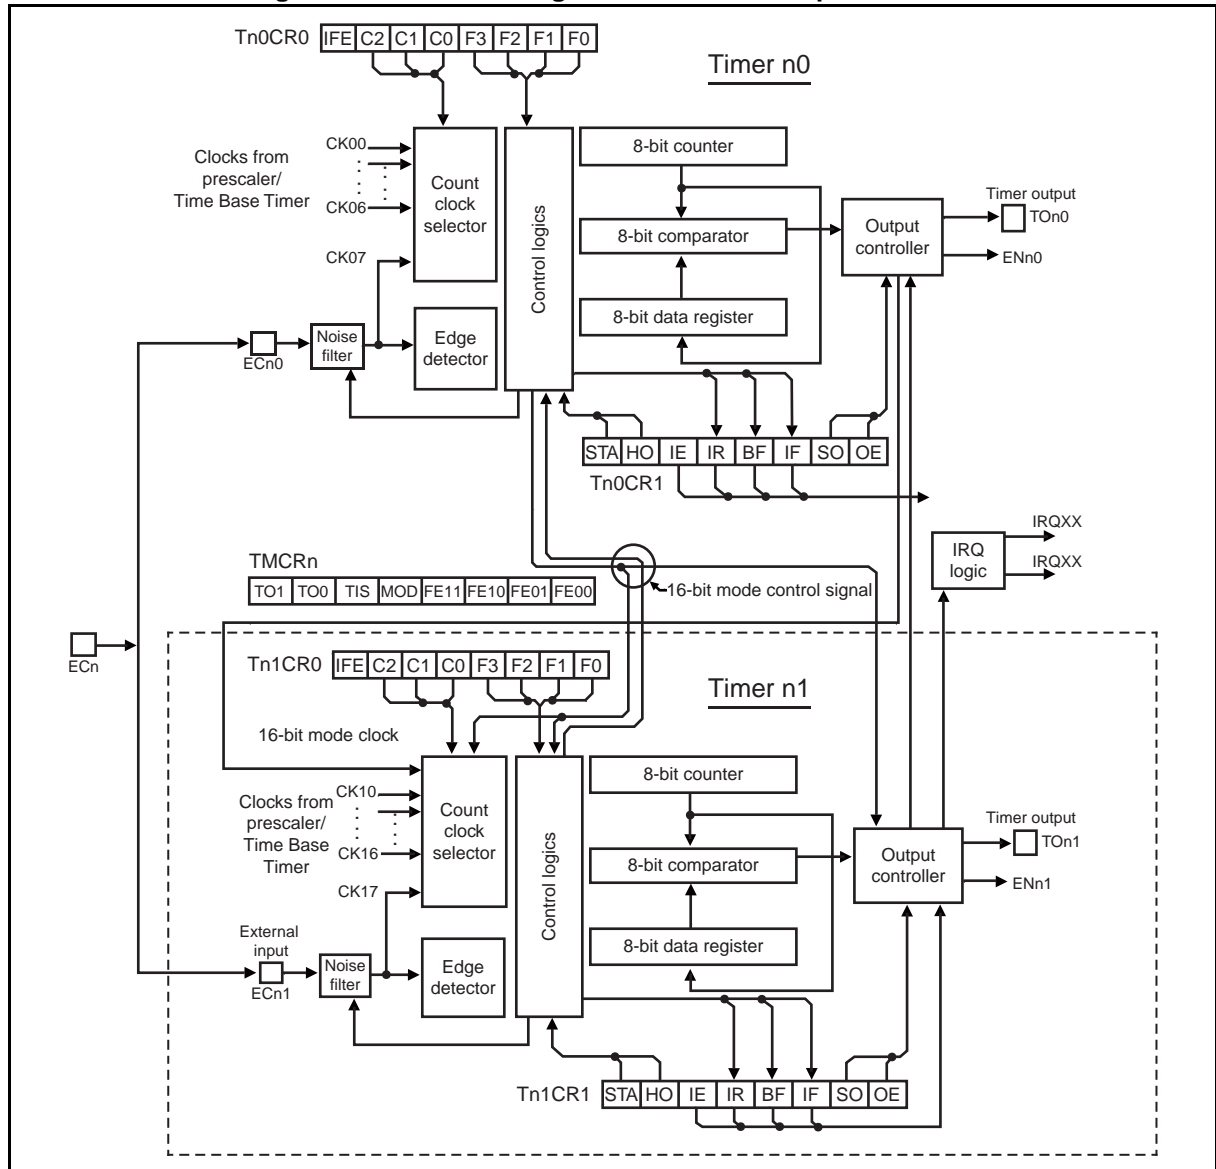 Tn0CR0 IFE C2 C1 C0 F3 F2 F1 F0
Timer n0
CK00
Clocks from
prescaler/
Time Base Timer
CK06
CK07
Count
clock
selector
Control logics
8-bit counter
8-bit comparator
8-bit data register
Output
controller
Timer output
TOn0
ENn0
ECn0
Noise
filter
Edge
detector
STA HO IE IR BF IF SO OE
Tn0CR1
IRQ
logic
IRQXX
IRQXX
TMCRn
TO1 TO0 TIS MOD FE11 FE10 FE01 FE00
16-bit mode control signal
ECn
Tn1CR0 IFE C2 C1 C0 F3 F2 F1 F0
Timer n1
16-bit mode clock
CK10
Clocks from
prescaler/
Time Base
Timer
CK16
CK17
Count
clock
selector
Control logics
8-bit counter
8-bit comparator
8-bit data register
Output
controller
Timer output
TOn1
ENn1
External
input
ECn1
Noise
filter
Edge
detector
Tn1CR1 STA HO IE IR BF IF SO OE